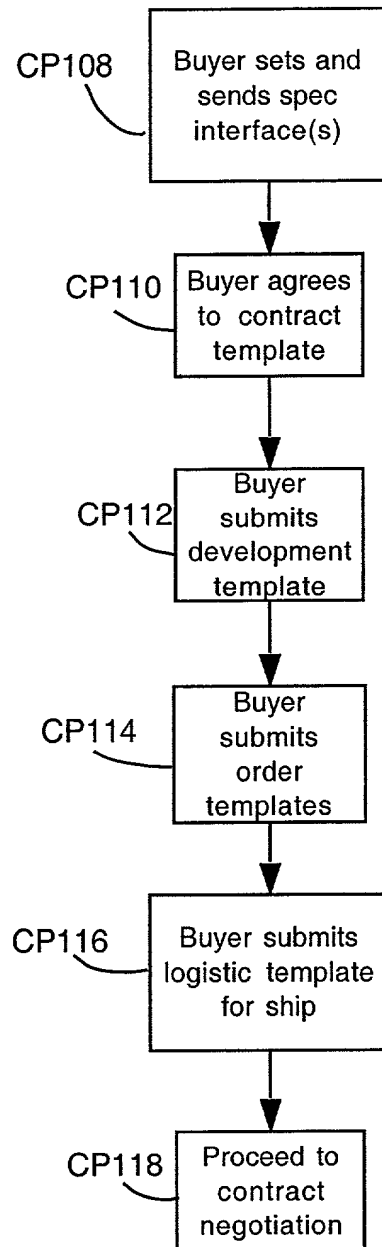 CP108
Buyer sets and
sends spec
interface(s)
CP110
Buyer agrees
to contract
template
CP112
Buyer
submits
development
template
CP114
Buyer
submits
order
templates
CP116
Buyer submits
logistic template
for ship
CP118
Proceed to
contract
negotiation